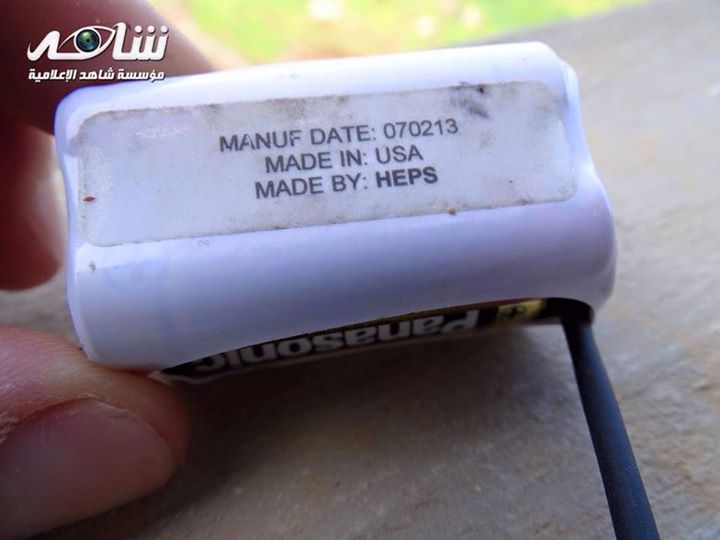 شاهد
مؤسسة شاهد الإعلامية
MANUF DATE: 070213
MADE IN: USA
MADE BY: HEPS
Panasonic